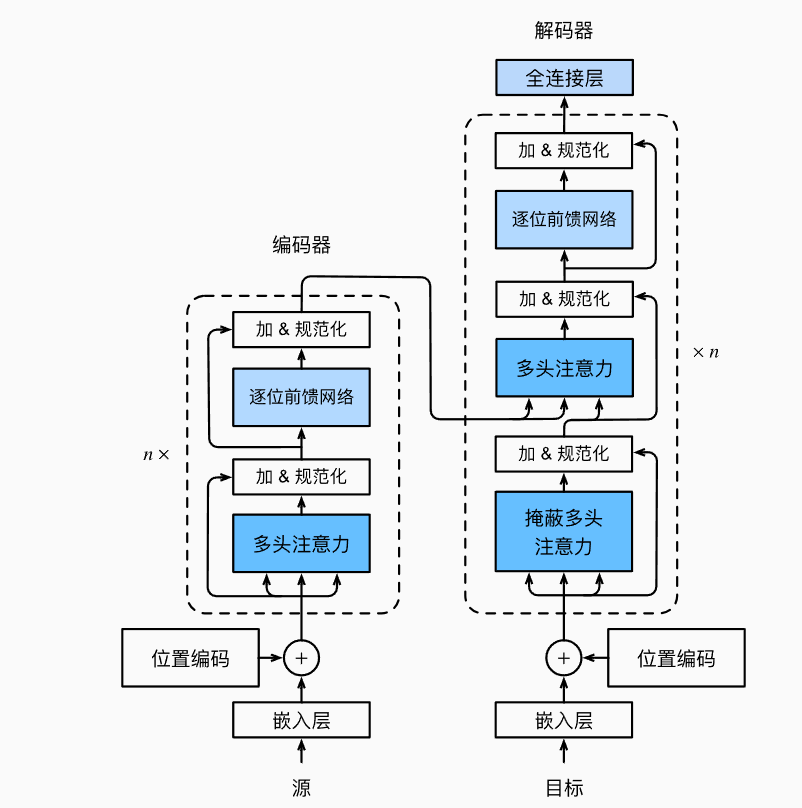 解码器
全连接层
加 & 规范化
逐位前馈网络
加 & 规范化
多头注意力
× n
加 & 规范化
掩蔽多头
注意力
+
位置编码
嵌入层
目标
编码器
加 & 规范化
逐位前馈网络
n ×
加 & 规范化
多头注意力
位置编码
+
嵌入层
源